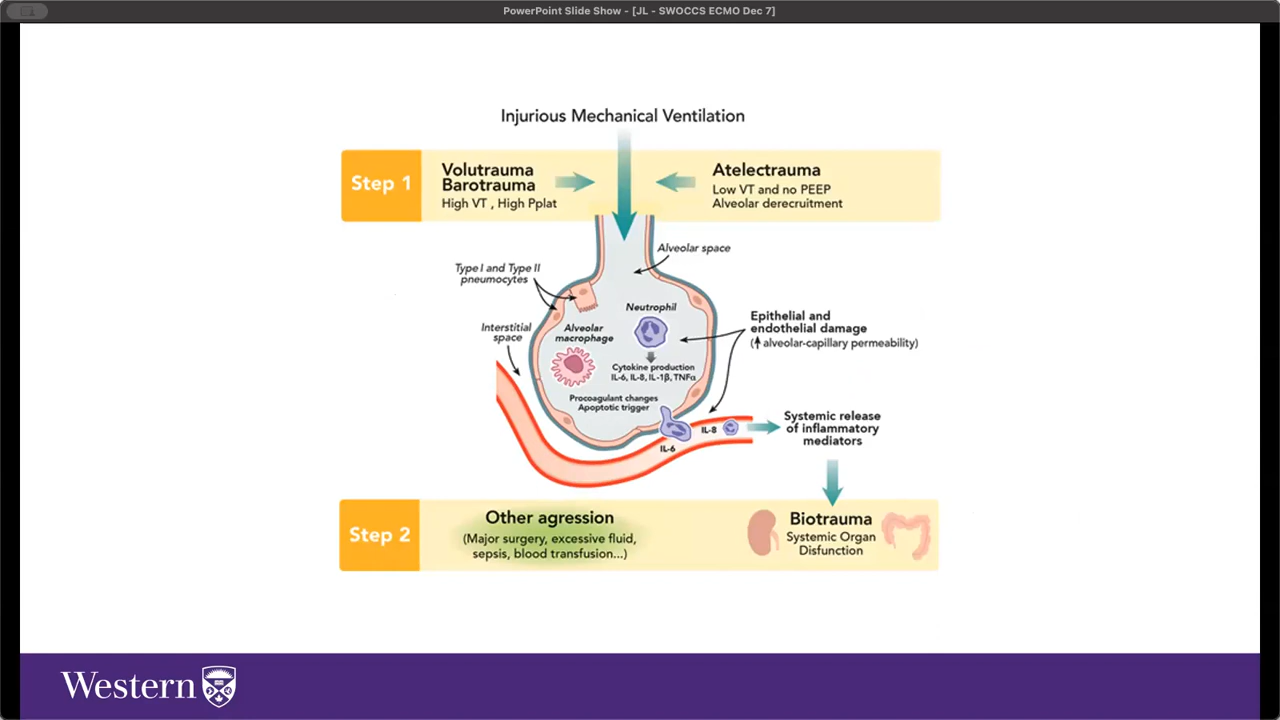 PowerPoint Slide Show - [JL - SWOCCS ECMO Dec 7]
Injurious Mechanical Ventilation
Step 1
Volutrauma
Barotrauma
High VT , High Pplat
Atelectrauma
Low VT and no PEEP
Alveolar derecruitment
Alveolar space
Type I and Type II
pneumocytes
Neutrophil
Interstitial
space
Alveolar
macrophage
Epithelial and
endothelial damage
(⬆ alveolar-capillary permeability)
Cytokine production
IL-6, IL-8, IL-1β, TNFα
Procoagulant changes
Apoptotic trigger
IL-8
IL-6
Systemic release
of inflammatory
mediators
Step 2
Other agression
(Major surgery, excessive fluid,
sepsis, blood transfusion...)
Biotrauma
Systemic Organ
Disfunction
Western